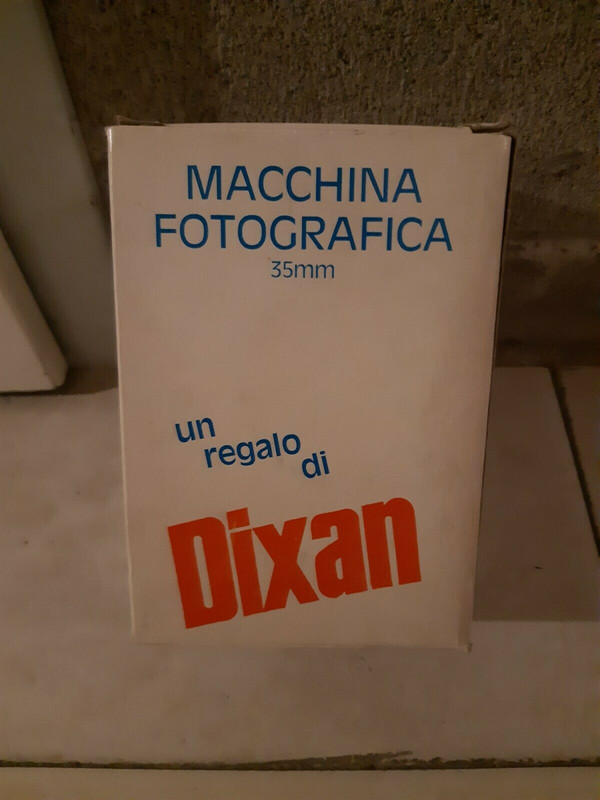 MACCHINA
FOTOGRAFICA
35mm
un
regalo
di
Dixan